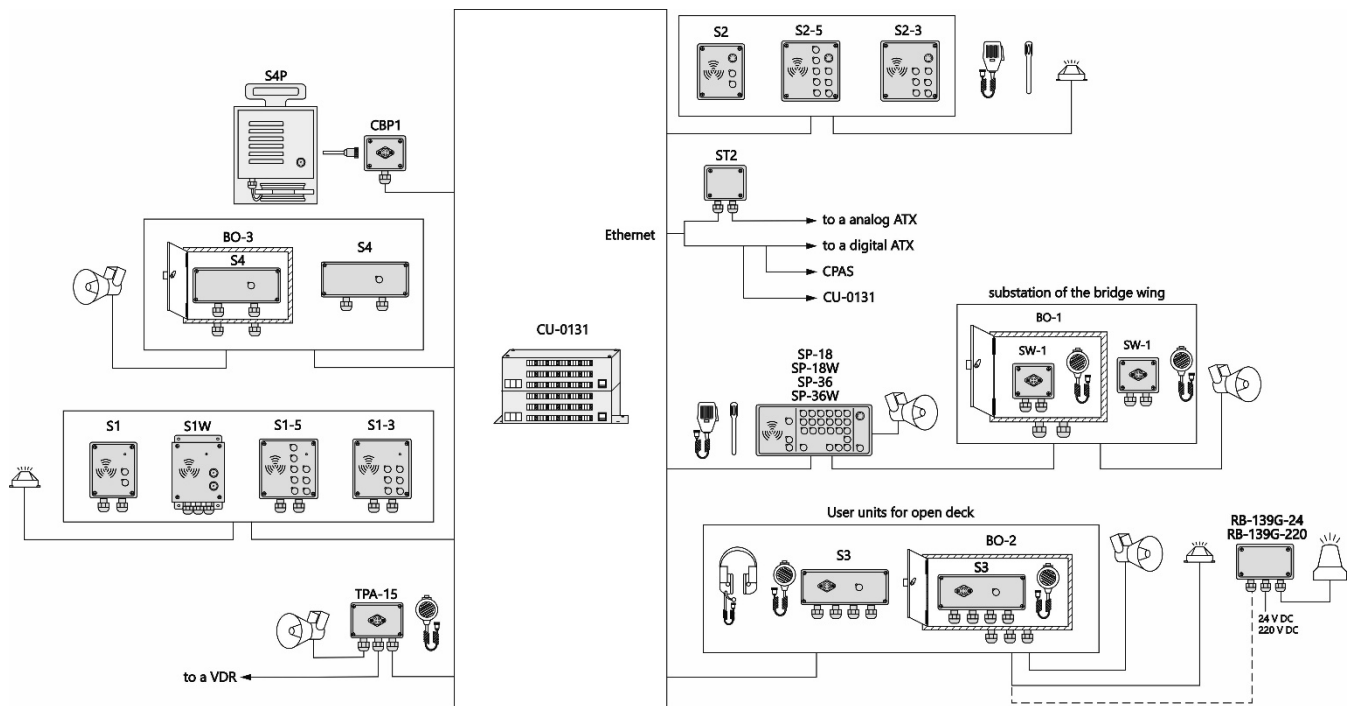 S4P
CBP1
BO-3
S4
S4
S1
S1W
S1-5
S1-3
TPA-15
to a VDR
CU-0131
S2
S2-5
S2-3
ST2
Ethernet
to a analog ATX
to a digital ATX
CPAS
CU-0131
substation of the bridge wing
BO-1
SW-1
SW-1
SP-18
SP-18W
SP-36
SP-36W
User units for open deck
S3
BO-2
S3
RB-139G-24
RB-139G-220
24 V DC
220 V DC